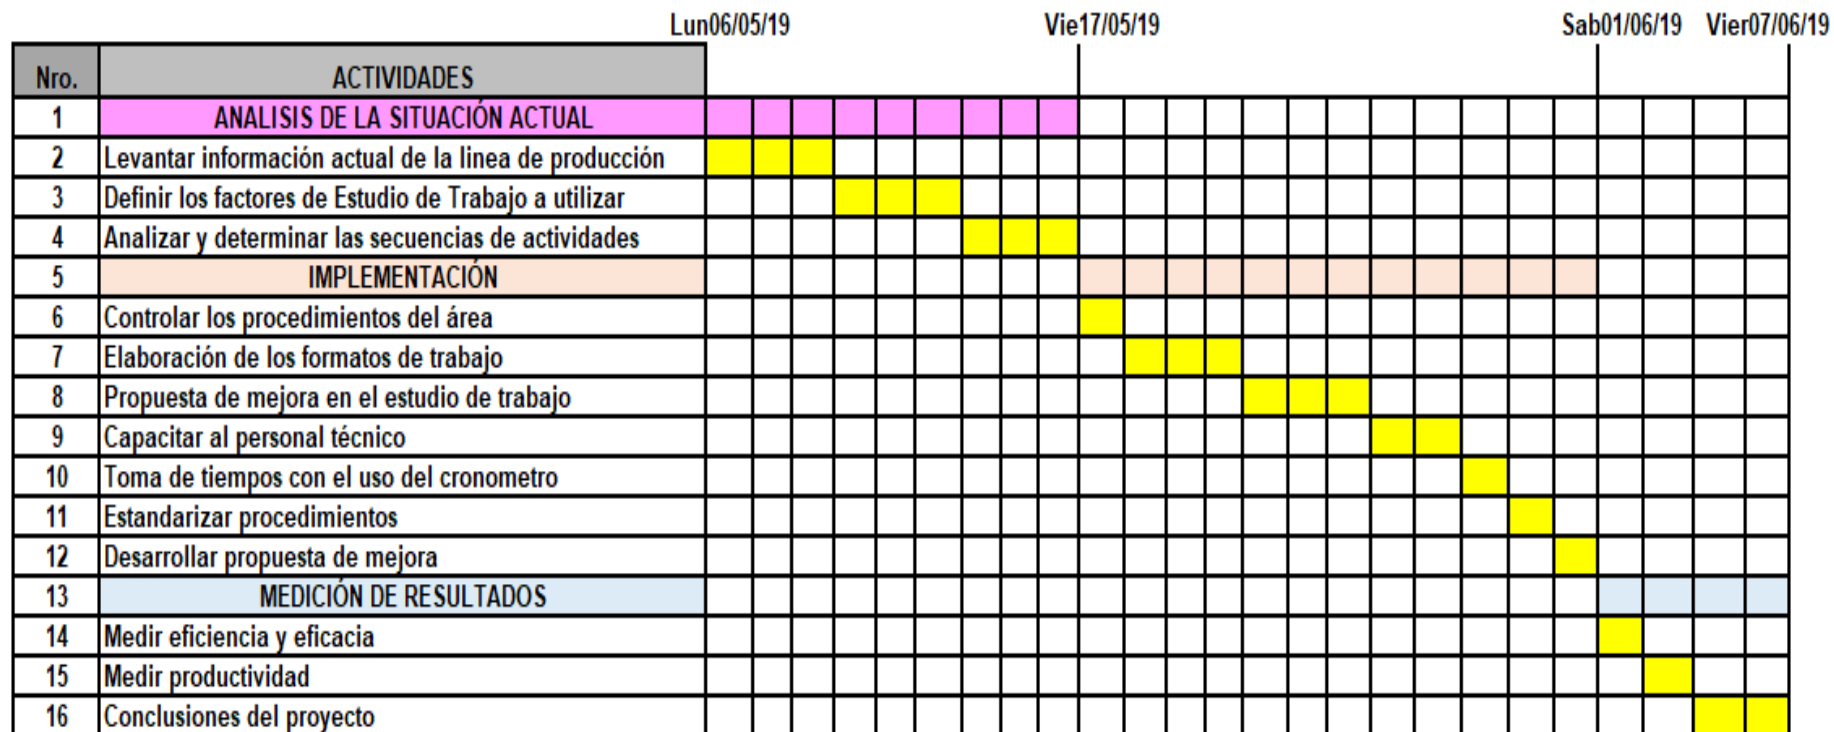 Lun06/05/19 Vie17/05/19 Sab01/06/19 Vier07/06/19
Nro. ACTIVIDADES
1 ANALISIS DE LA SITUACIÓN ACTUAL
2 Levantar información actual de la linea de producción
3 Definir los factores de Estudio de Trabajo a utilizar
4 Analizar y determinar las secuencias de actividades
5 IMPLEMENTACIÓN
6 Controlar los procedimientos del área
7 Elaboración de los formatos de trabajo
8 Propuesta de mejora en el estudio de trabajo
9 Capacitar al personal técnico
10 Toma de tiempos con el uso del cronometro
11 Estandarizar procedimientos
12 Desarrollar propuesta de mejora
13 MEDICIÓN DE RESULTADOS
14 Medir eficiencia y eficacia
15 Medir productividad
16 Conclusiones del proyecto